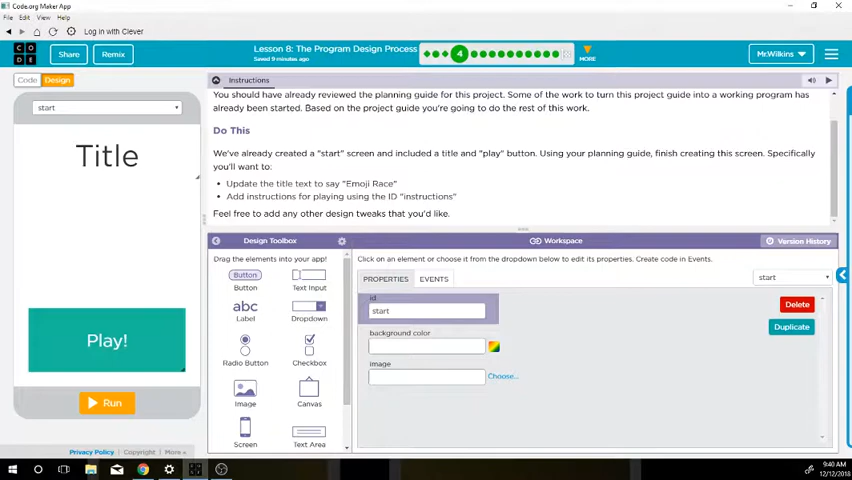 Code.org Maker App
File Edit View Help
Log in with Clever
CODE
Share Remix
Lesson 8: The Program Design Process
Saved 9 minutes ago
4
MORE
Mr.Wilkins
Code Design
Instructions
start
Title
Play!
Run
Privacy Policy | Copyright | More
You should have already reviewed the planning guide for this project. Some of the work to turn this project guide into a working program has
already been started. Based on the project guide you're going to do the rest of this work.
Do This
We've already created a "start" screen and included a title and "play" button. Using your planning guide, finish creating this screen. Specifically
you'll want to:
• Update the title text to say "Emoji Race"
• Add instructions for playing using the ID "instructions"
Feel free to add any other design tweaks that you'd like.
Design Toolbox
Workspace
Version History
Drag the elements into your app!
Button
Button
Text Input
abc
Label
Dropdown
Radio Button
Checkbox
Image
Canvas
Screen
Text Area
Click on an element or choose it from the dropdown below to edit its properties. Create code in Events.
PROPERTIES EVENTS
start
id
start
Delete
Duplicate
background color
image
Choose...
9:40 AM
12/12/2018